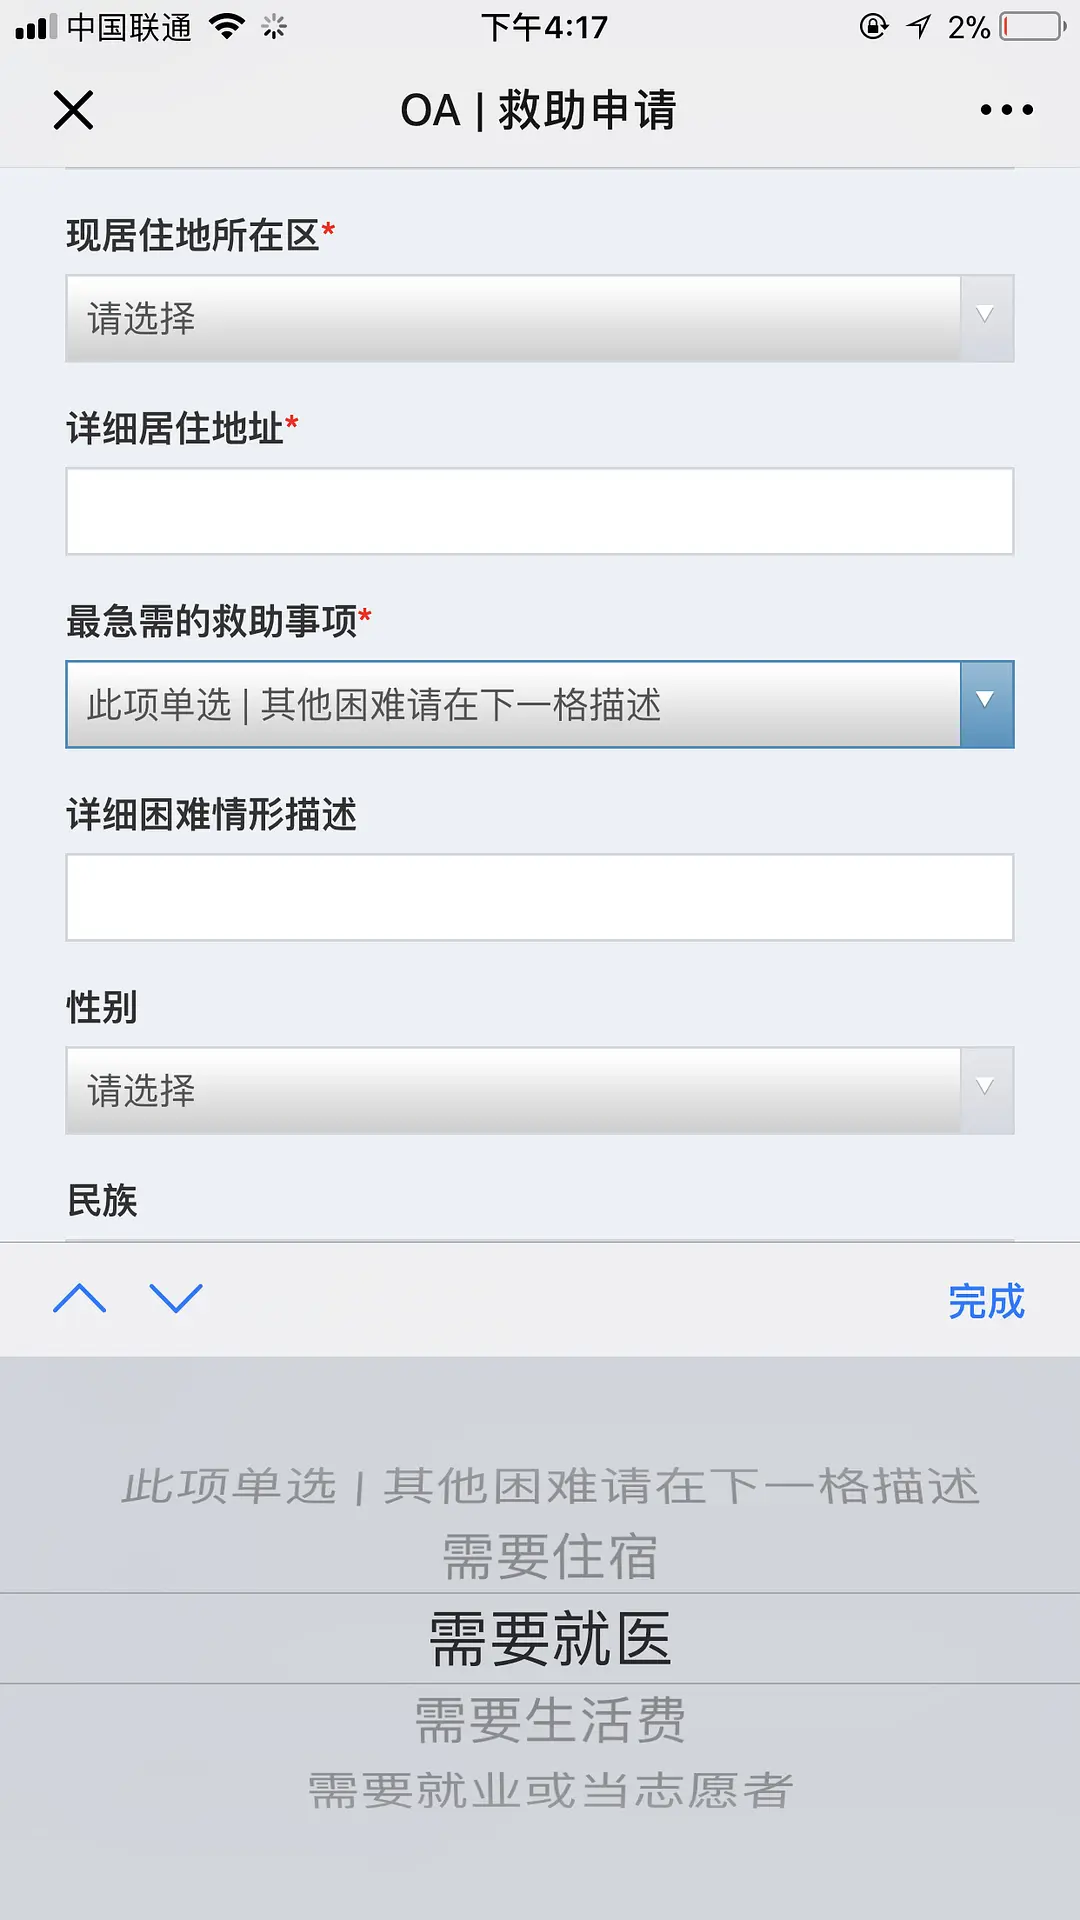 中国联通 下午4:17 2%
OA | 救助申请
现居住地所在区*
请选择
详细居住地址*
最急需的救助事项*
此项单选 | 其他困难请在下一格描述
详细困难情形描述
性别
请选择
民族
完成
此项单选 | 其他困难请在下一格描述
需要住宿
需要就医
需要生活费
需要就业或当志愿者